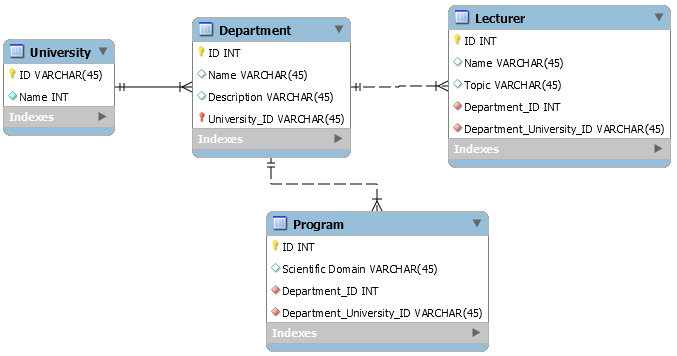 University
ID VARCHAR(45)
Name INT
Indexes
Department
ID INT
Name VARCHAR(45)
Description VARCHAR(45)
University_ID VARCHAR(45)
Indexes
Lecturer
ID INT
Name VARCHAR(45)
Topic VARCHAR(45)
Department_ID INT
Department_University_ID VARCHAR(45)
Indexes
Program
ID INT
Scientific Domain VARCHAR(45)
Department_ID INT
Department_University_ID VARCHAR(45)
Indexes